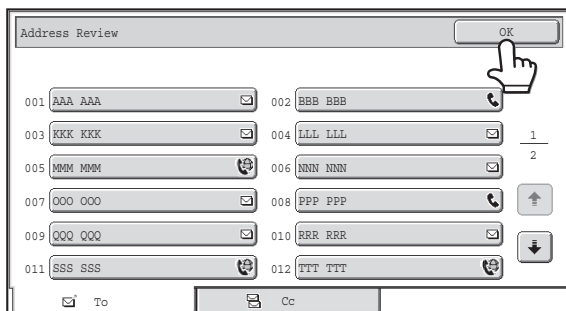 Address Review OK
001 AAA AAA 002 BBB BBB
003 KKK KKK 004 LLL LLL
1
005 MMM MMM 006 NNN NNN
2
007 OOO OOO 008 PPP PPP
009 QQQ QQQ 010 RRR RRR
011 SSS SSS 012 TTT TTT
To Cc